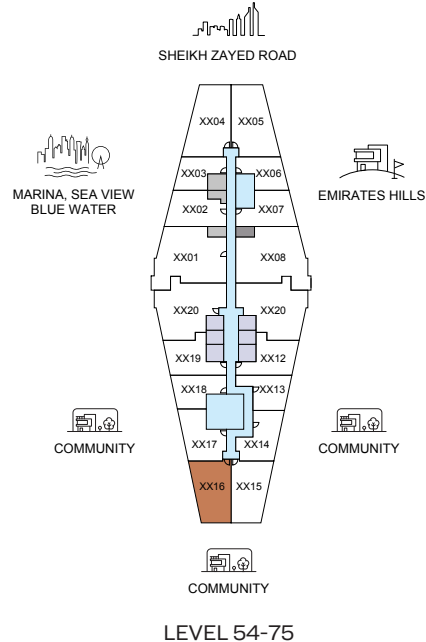 SHEIKH ZAYED ROAD
XX04 XX05
XX03 XX06
MARINA, SEA VIEW
BLUE WATER
EMIRATES HILLS
XX02 XX07
XX01 XX08
XX20 XX20
XX19 XX12
XX18 XX13
COMMUNITY
COMMUNITY
XX17 XX14
XX16 XX15
COMMUNITY
LEVEL 54-75